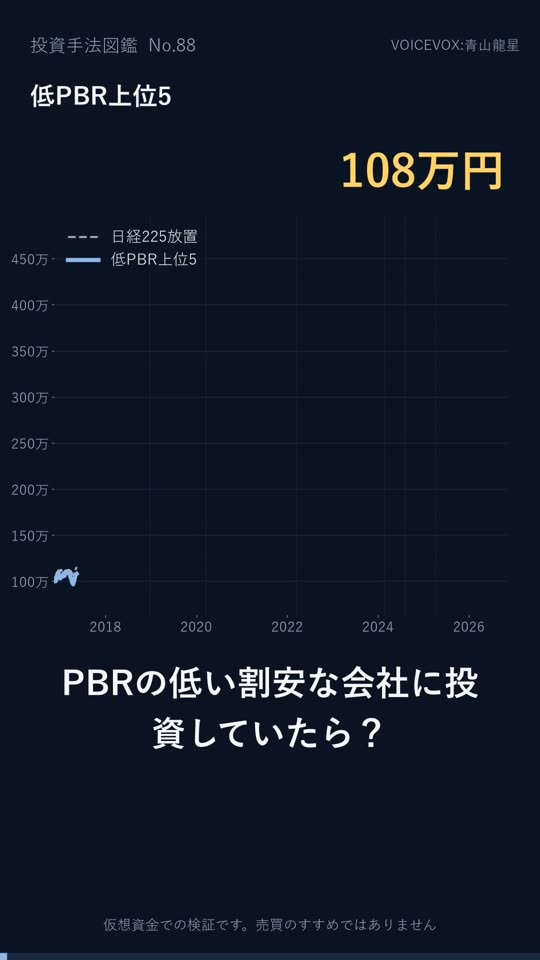 投資手法図鑑 No.88
VOICEVOX:青山龍星
低PBR上位5
108万円
日経225放置
低PBR上位5
450万
400万
350万
300万
250万
200万
150万
100万
2018 2020 2022 2024 2026
PBRの低い割安な会社に投
資していたら？
仮想資金での検証です。売買のすすめではありません